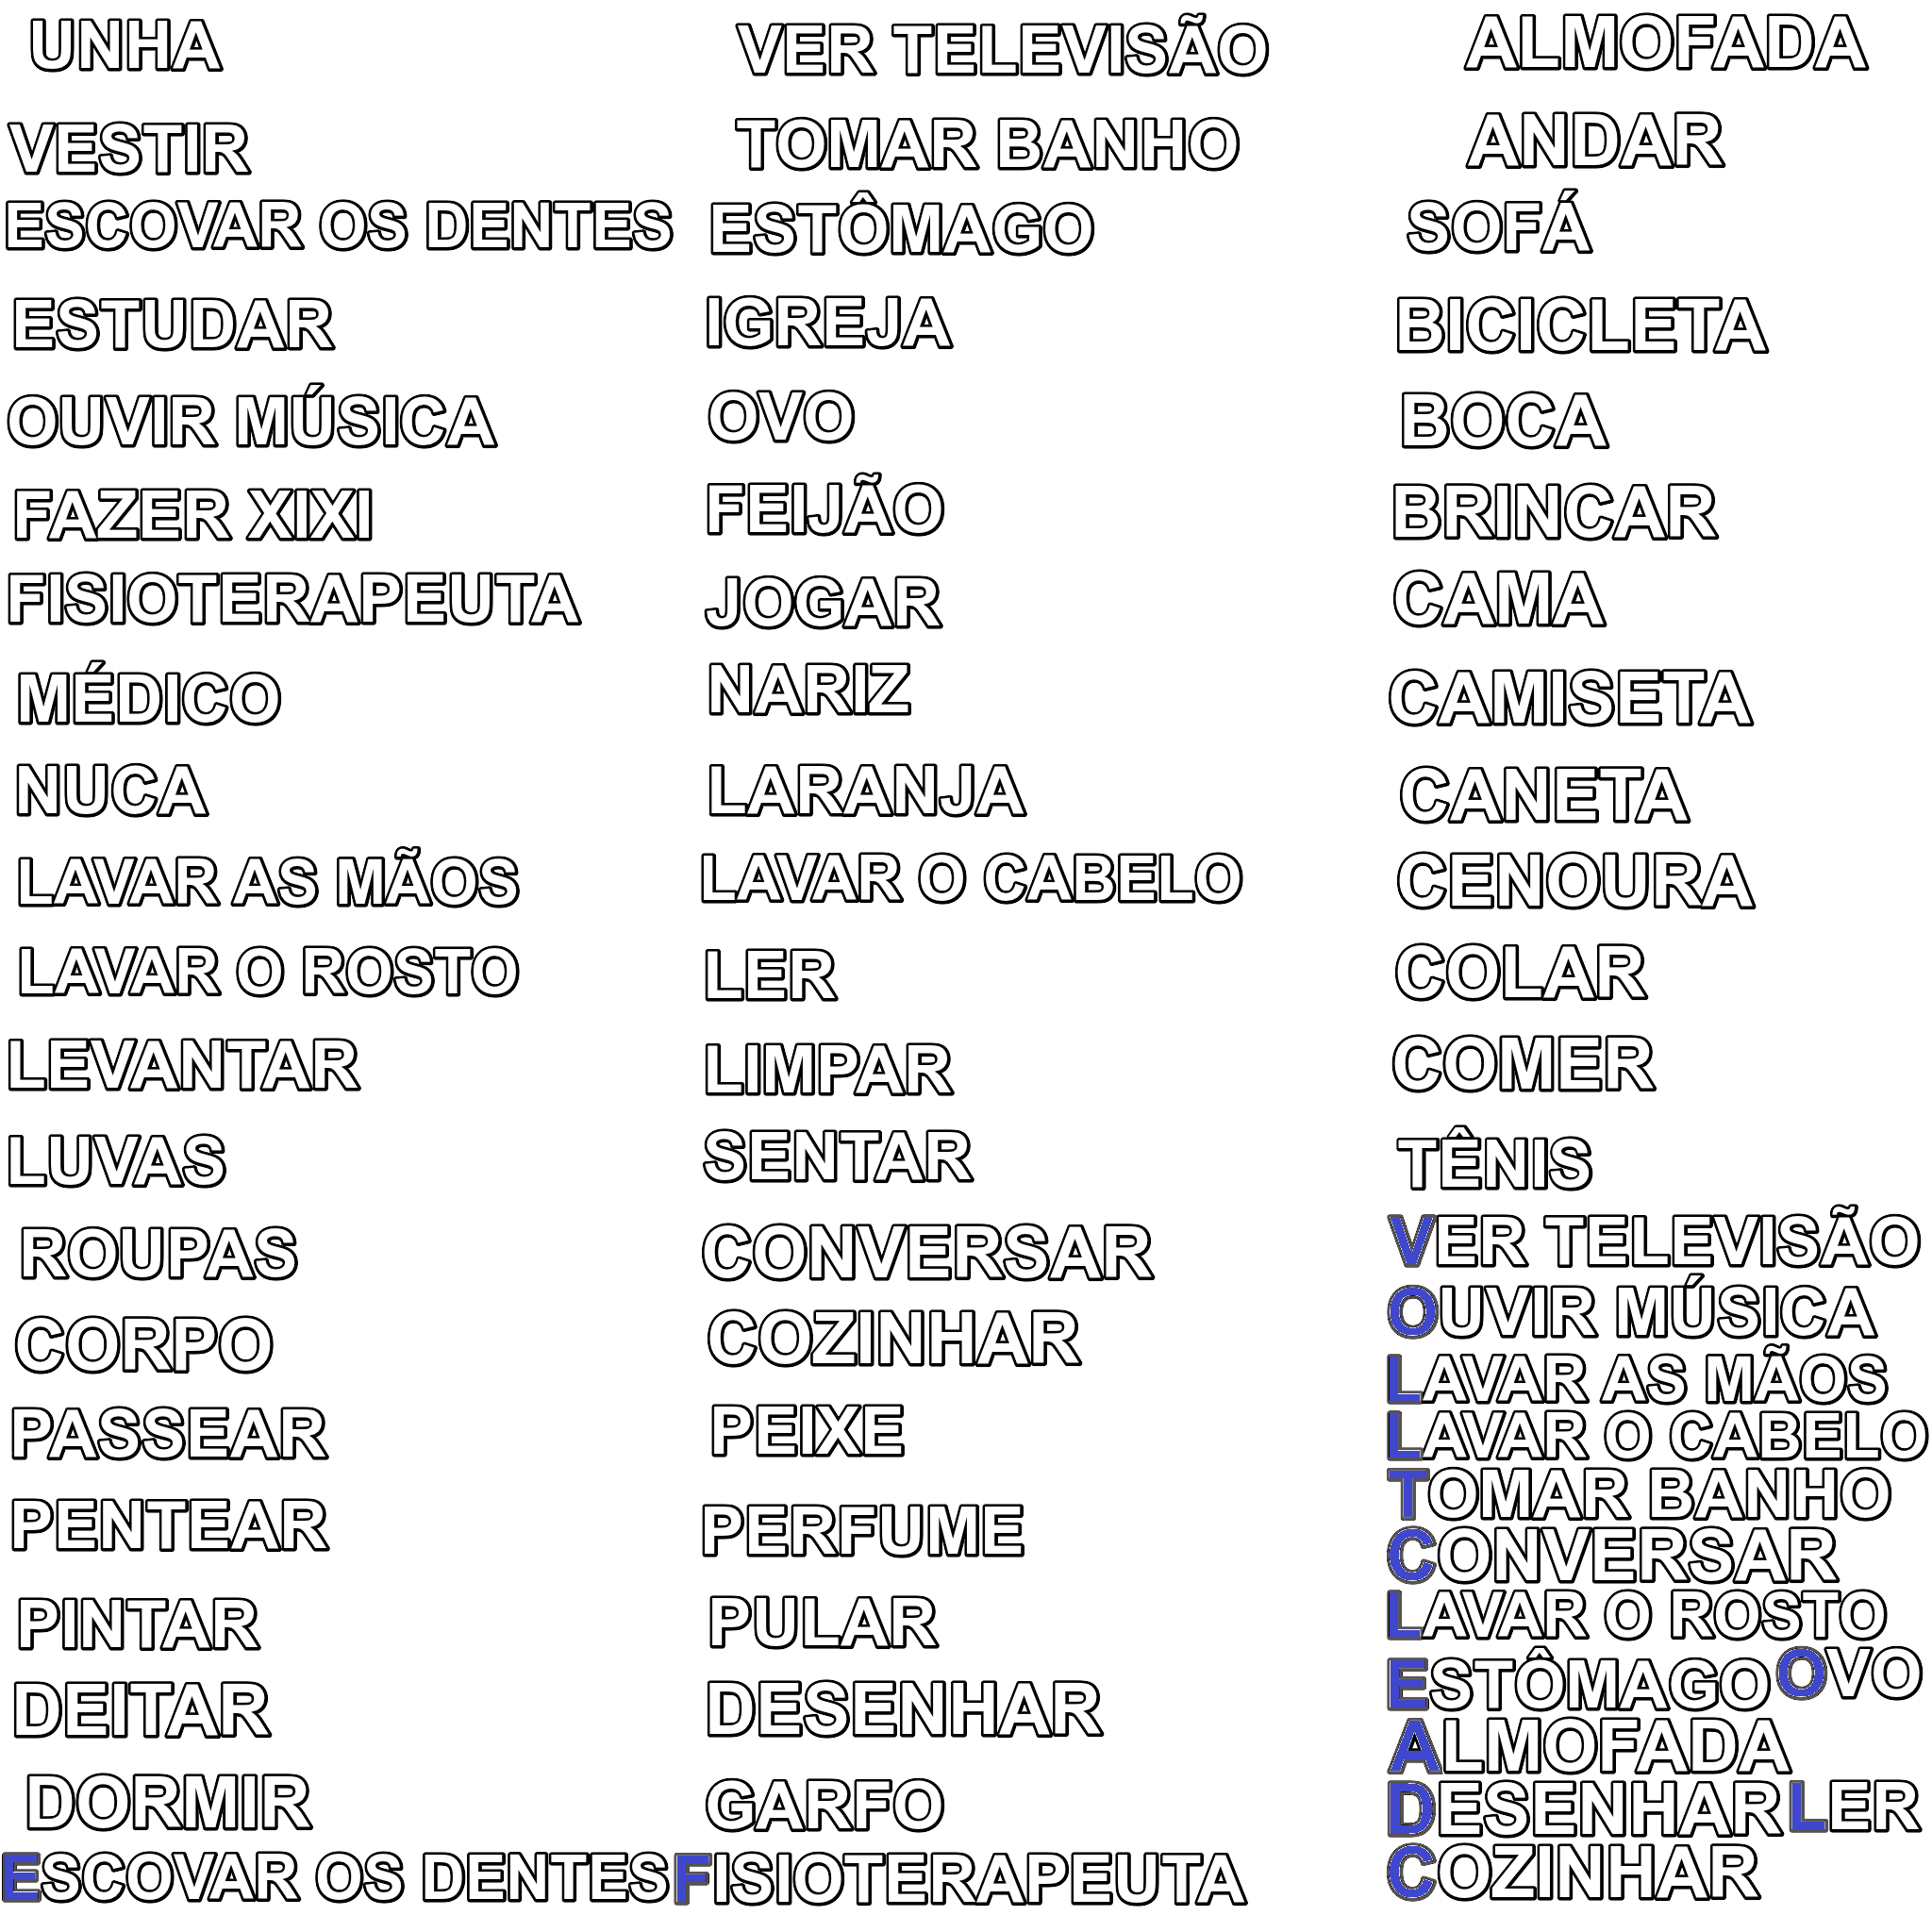 UNHA
VESTIR
ESCOVAR OS DENTES
ESTUDAR
OUVIR MÚSICA
FAZER XIXI
FISIOTERAPEUTA
MÉDICO
NUCA
LAVAR AS MÃOS
LAVAR O ROSTO
LEVANTAR
LUVAS
ROUPAS
CORPO
PASSEAR
PENTEAR
PINTAR
DEITAR
DORMIR
ESCOVAR OS DENTES
VER TELEVISÃO
TOMAR BANHO
ESTÔMAGO
IGREJA
OVO
FEIJÃO
JOGAR
NARIZ
LARANJA
LAVAR O CABELO
LER
LIMPAR
SENTAR
CONVERSAR
COZINHAR
PEIXE
PERFUME
PULAR
DESENHAR
GARFO
FISIOTERAPEUTA
ALMOFADA
ANDAR
SOFÁ
BICICLETA
BOCA
BRINCAR
CAMA
CAMISETA
CANETA
CENOURA
COLAR
COMER
TÊNIS
VER TELEVISÃO
OUVIR MÚSICA
LAVAR AS MÃOS
LAVAR O CABELO
TOMAR BANHO
CONVERSAR
LAVAR O ROSTO
ESTÔMAGO OVO
ALMOFADA
DESENHAR LER
COZINHAR